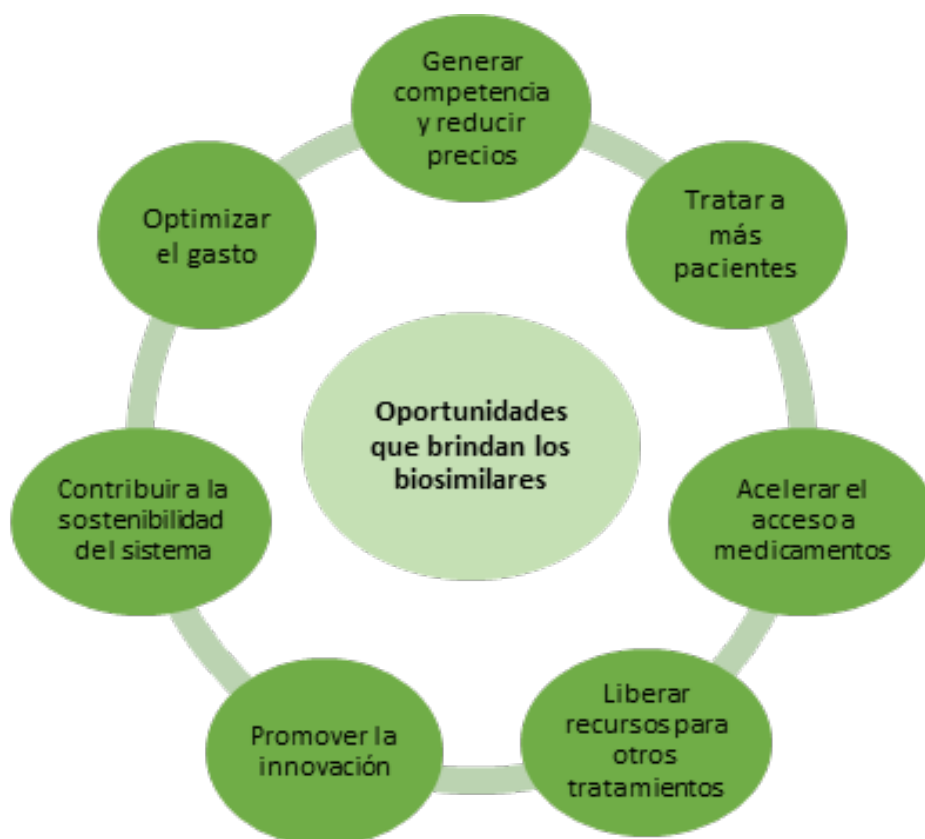 Generar
competencia
y reducir
precios
Tratar a
más
pacientes
Acelerar el
acceso a
medicamentos
Liberar
recursos para
otros
tratamientos
Promover la
innovación
Contribuir a la
sostenibilidad
del sistema
Optimizar
el gasto
Oportunidades
que brindan los
biosimilares